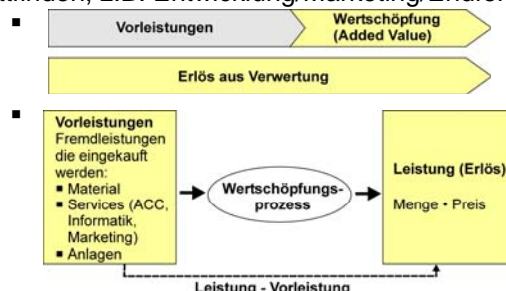 Vorleistungen
Wertschöpfung
(Added Value)
Erlös aus Verwertung
Vorleistungen
Fremdleistungen
die eingekauft
werden:
▪ Material
▪ Services (ACC,
Informatik,
Marketing)
▪ Anlagen
Wertschöpfungs-
prozess
Leistung (Erlös)
Menge • Preis
Leistung - Vorleistung